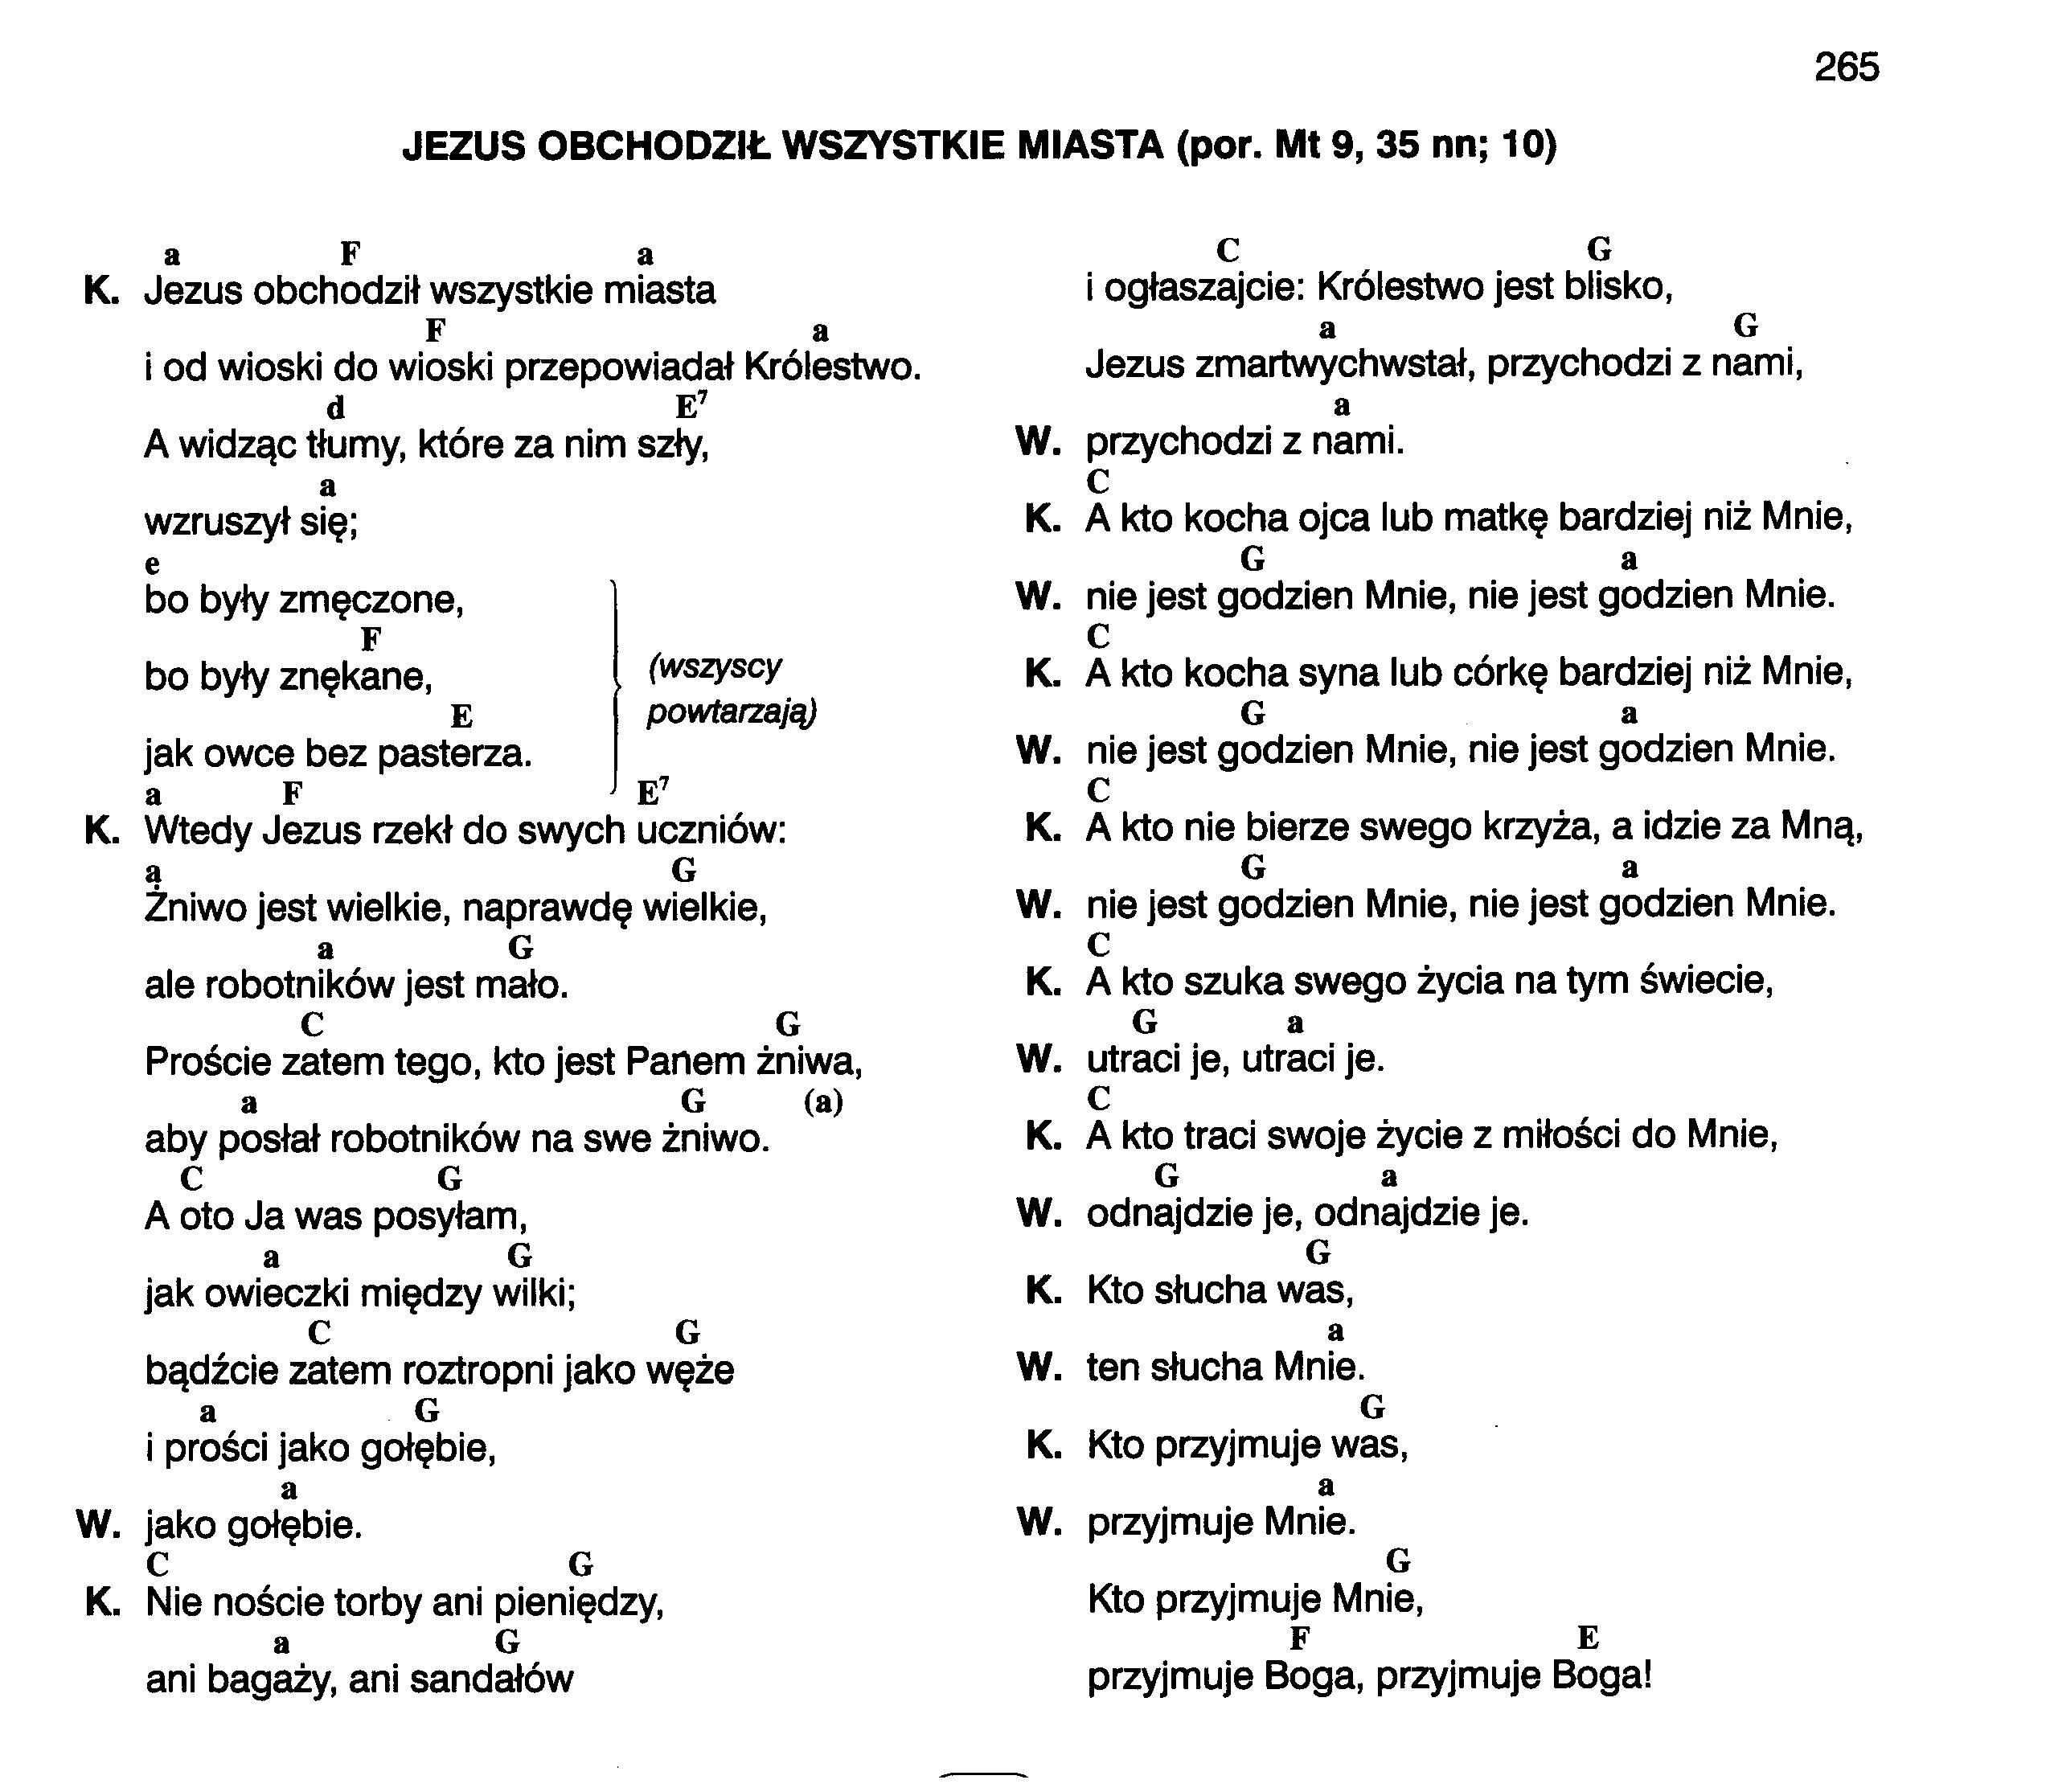 265
JEZUS OBCHODZIŁ WSZYSTKIE MIASTA (por. Mt 9, 35 nn; 10)
a F a
K. Jezus obchodził wszystkie miasta
F a
i od wioski do wioski przepowiadał Królestwo.
d E⁷
A widząc tłumy, które za nim szły,
a
wzruszył się;
e
bo były zmęczone,
F
bo były znękane,
(wszyscy
powtarzają)
E
jak owce bez pasterza.
a F E⁷
K. Wtedy Jezus rzekł do swych uczniów:
a G
Żniwo jest wielkie, naprawdę wielkie,
a G
ale robotników jest mało.
C G
Proście zatem tego, kto jest Panem żniwa,
a G (a)
aby posłał robotników na swe żniwo.
C G
A oto Ja was posyłam,
a G
jak owieczki między wilki;
C G
bądźcie zatem roztropni jako węże
a G
i prości jako gołębie,
a
W. jako gołębie.
C G
K. Nie noście torby ani pieniędzy,
a G
ani bagaży, ani sandałów
C G
i ogłaszajcie: Królestwo jest blisko,
a G
Jezus zmartwychwstał, przychodzi z nami,
a
W. przychodzi z nami.
C
K. A kto kocha ojca lub matkę bardziej niż Mnie,
G a
W. nie jest godzien Mnie, nie jest godzien Mnie.
C
K. A kto kocha syna lub córkę bardziej niż Mnie,
G a
W. nie jest godzien Mnie, nie jest godzien Mnie.
C
K. A kto nie bierze swego krzyża, a idzie za Mną,
G a
W. nie jest godzien Mnie, nie jest godzien Mnie.
C
K. A kto szuka swego życia na tym świecie,
G a
W. utraci je, utraci je.
C
K. A kto traci swoje życie z miłości do Mnie,
G a
W. odnajdzie je, odnajdzie je.
G
K. Kto słucha was,
a
W. ten słucha Mnie.
G
K. Kto przyjmuje was,
a
W. przyjmuje Mnie.
G
Kto przyjmuje Mnie,
F E
przyjmuje Boga, przyjmuje Boga!